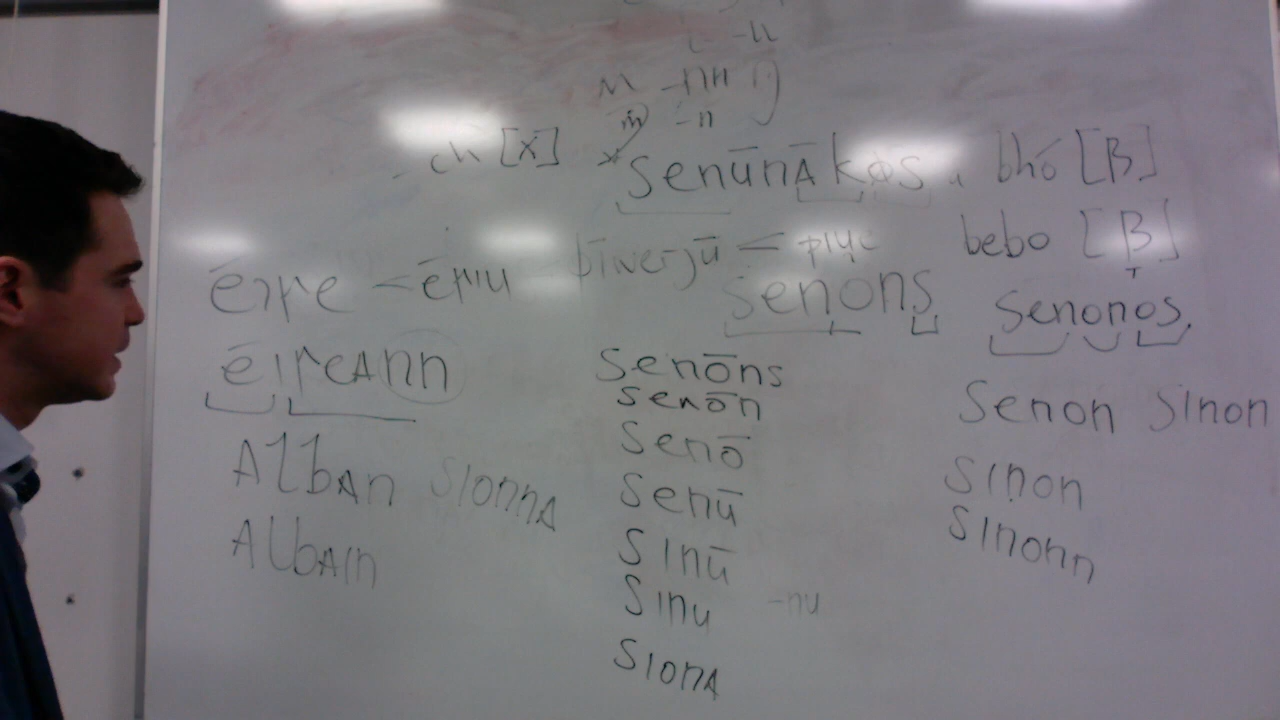 -n
m -nn
m -n
ch [X] *senūnākos bhó [β]
bebo [β]
éire < ériu
senons senonos
éireann senōns
senōn senon sinon
Alban sionna senō
senū sinon
Albain sinū sinonn
sinu -nu
sionA